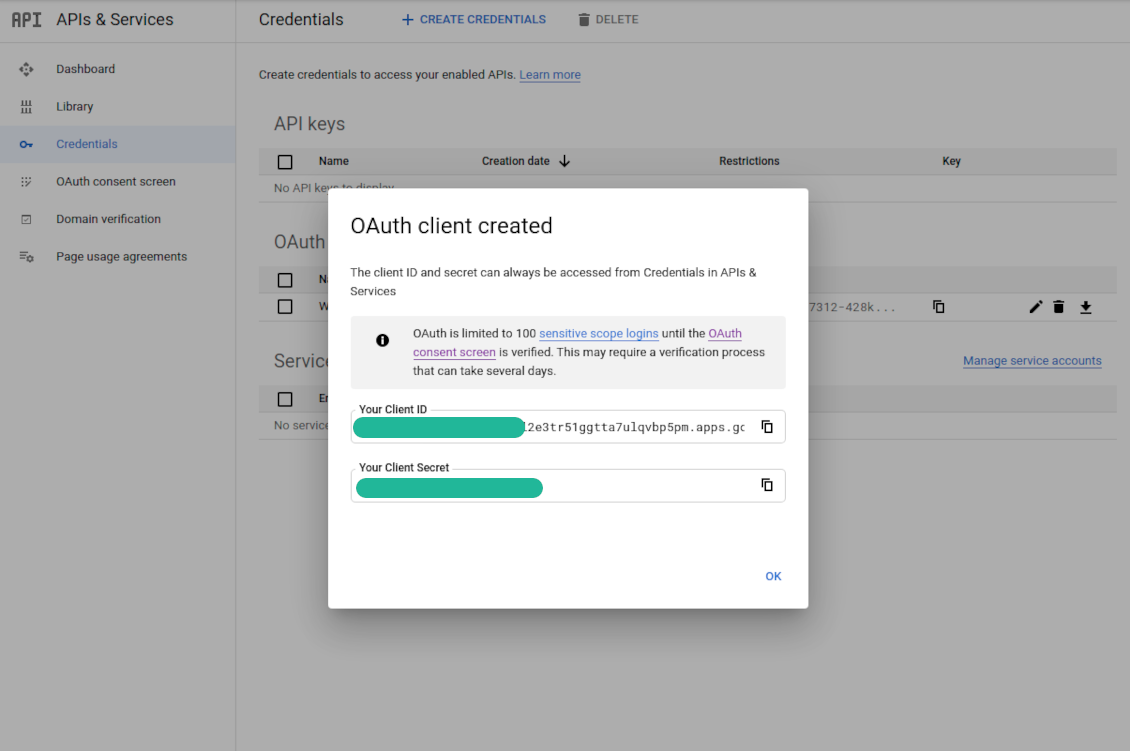 API APIs & Services
Credentials
CREATE CREDENTIALS
DELETE
Dashboard
Library
Credentials
OAuth consent screen
Domain verification
Page usage agreements
Create credentials to access your enabled APIs. Learn more
API keys
Name Creation date Restrictions Key
No API keys to display
OAuth
7312-428k...
Service
Manage service accounts
No service
OAuth client created
The client ID and secret can always be accessed from Credentials in APIs &
Services
OAuth is limited to 100 sensitive scope logins until the OAuth
consent screen is verified. This may require a verification process
that can take several days.
Your Client ID
2e3tr51ggtta7ulqvbp5pm.apps.gc
Your Client Secret
OK